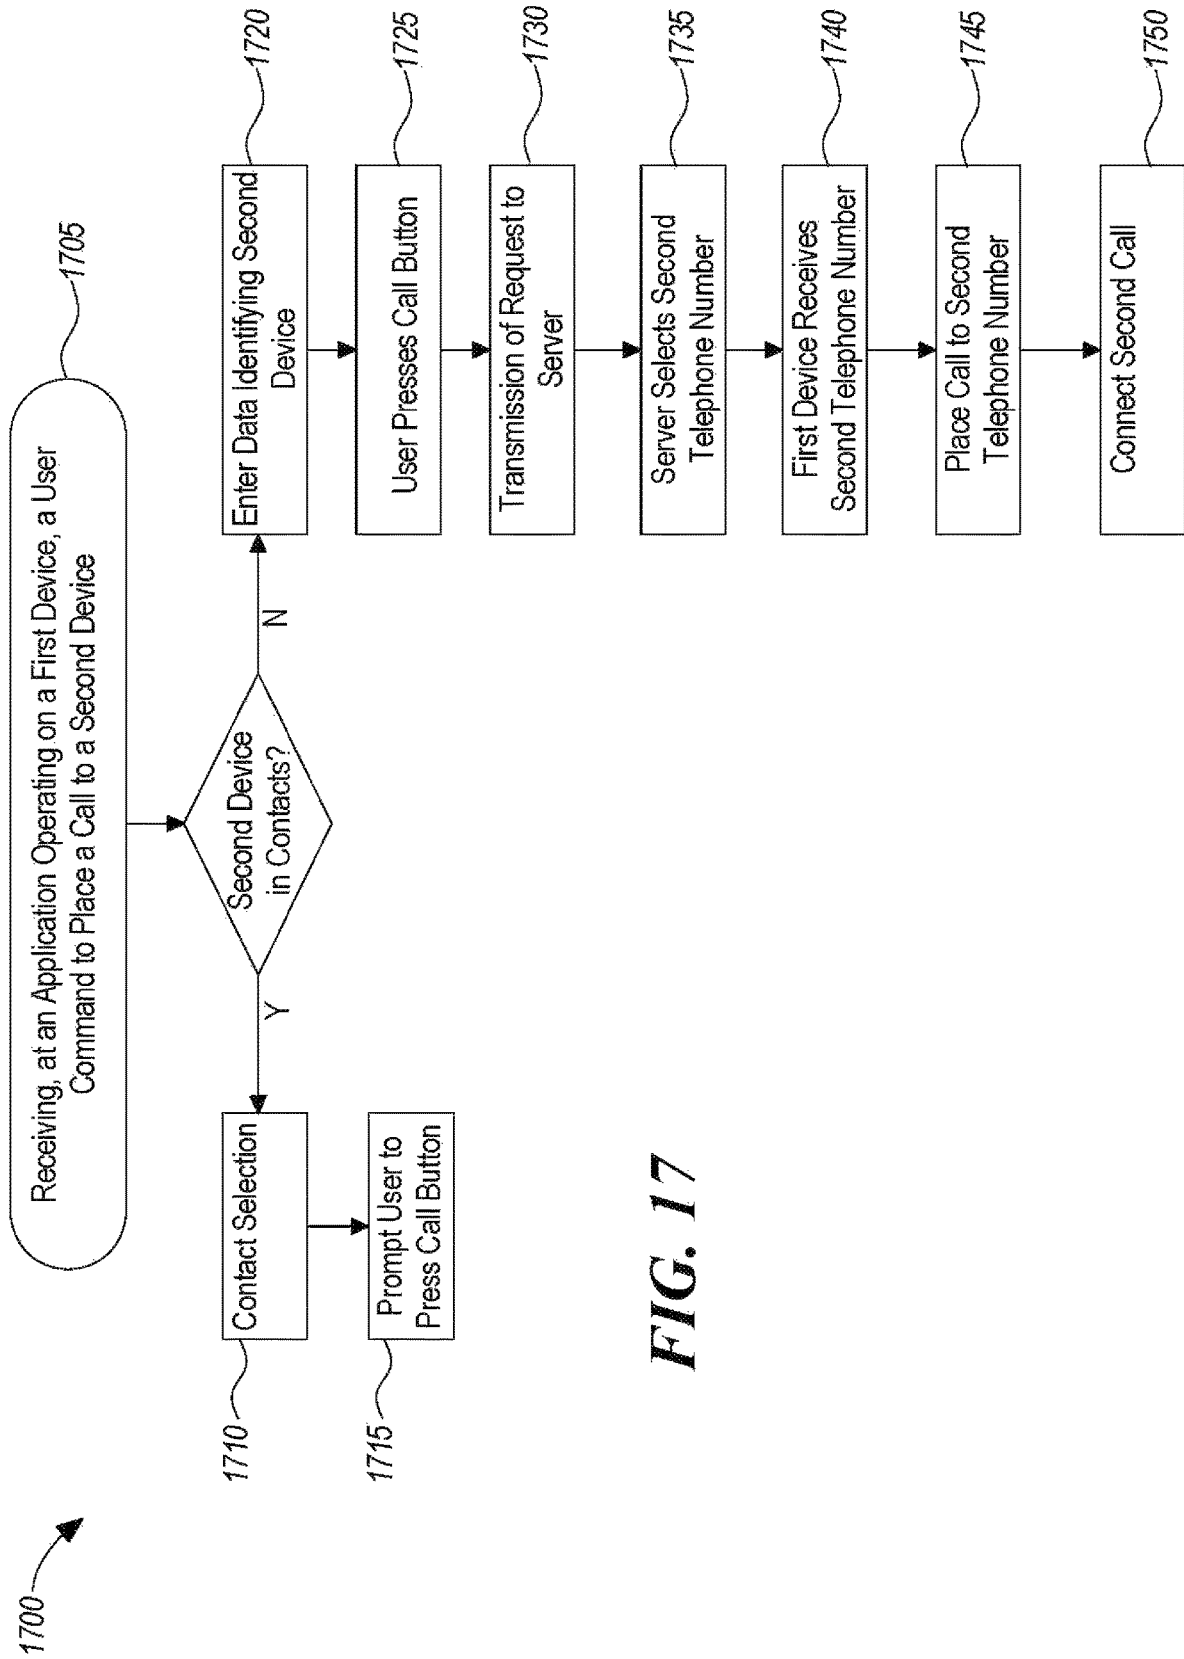 1700
Receiving, at an Application Operating on a First Device, a User
Command to Place a Call to a Second Device
1705
Second Device
in Contacts?
Y
N
1710
Contact Selection
1715
Prompt User to
Press Call Button
Enter Data Identifying Second
Device
1720
User Presses Call Button
1725
Transmission of Request to
Server
1730
Server Selects Second
Telephone Number
1735
First Device Receives
Second Telephone Number
1740
Place Call to Second
Telephone Number
1745
Connect Second Call
1750
FIG. 17